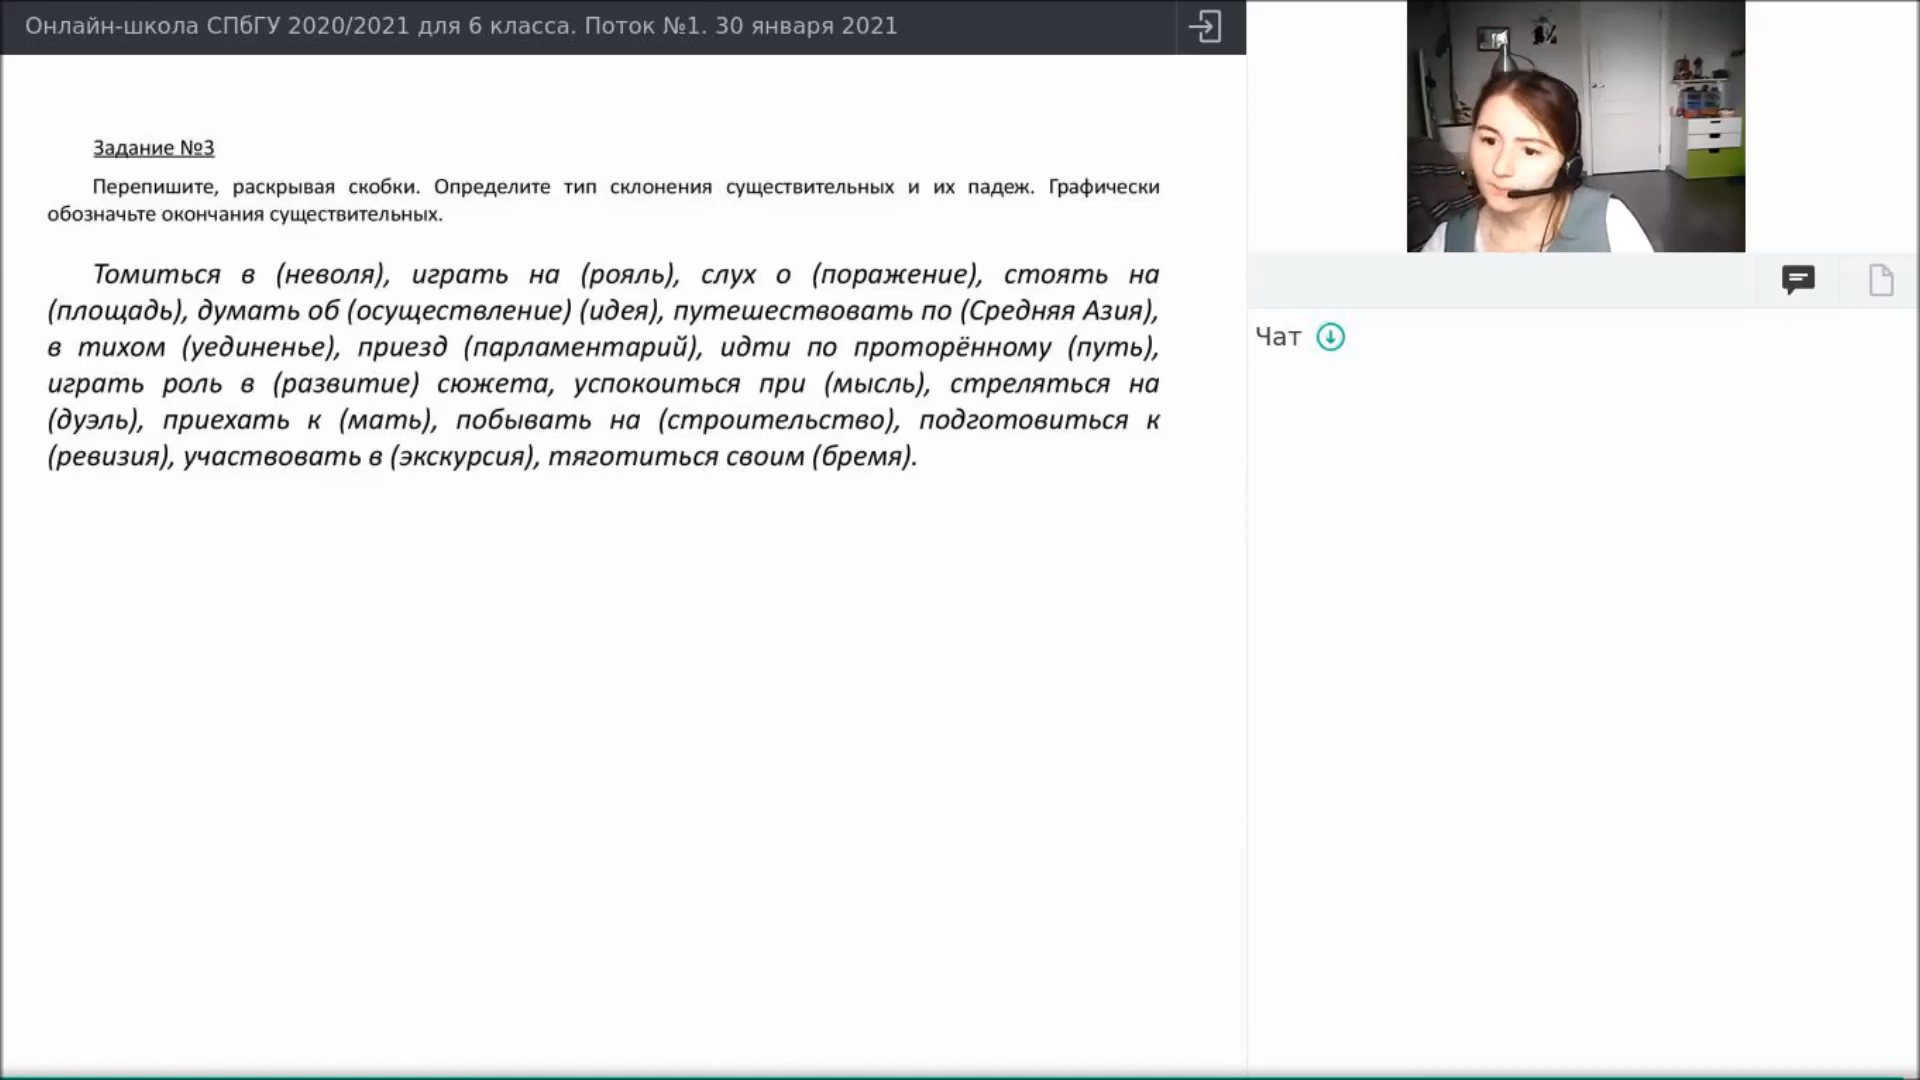 Онлайн-школа СПбГУ 2020/2021 для 6 класса. Поток №1. 30 января 2021
Задание №3
Перепишите, раскрывая скобки. Определите тип склонения существительных и их падеж. Графически
обозначьте окончания существительных.
Томиться в (неволя), играть на (рояль), слух о (поражение), стоять на
(площадь), думать об (осуществление) (идея), путешествовать по (Средняя Азия),
в тихом (уединенье), приезд (парламентарий), идти по проторённому (путь),
играть роль в (развитие) сюжета, успокоиться при (мысль), стреляться на
(дуэль), приехать к (мать), побывать на (строительство), подготовиться к
(ревизия), участвовать в (экскурсия), тяготиться своим (бремя).
Чат